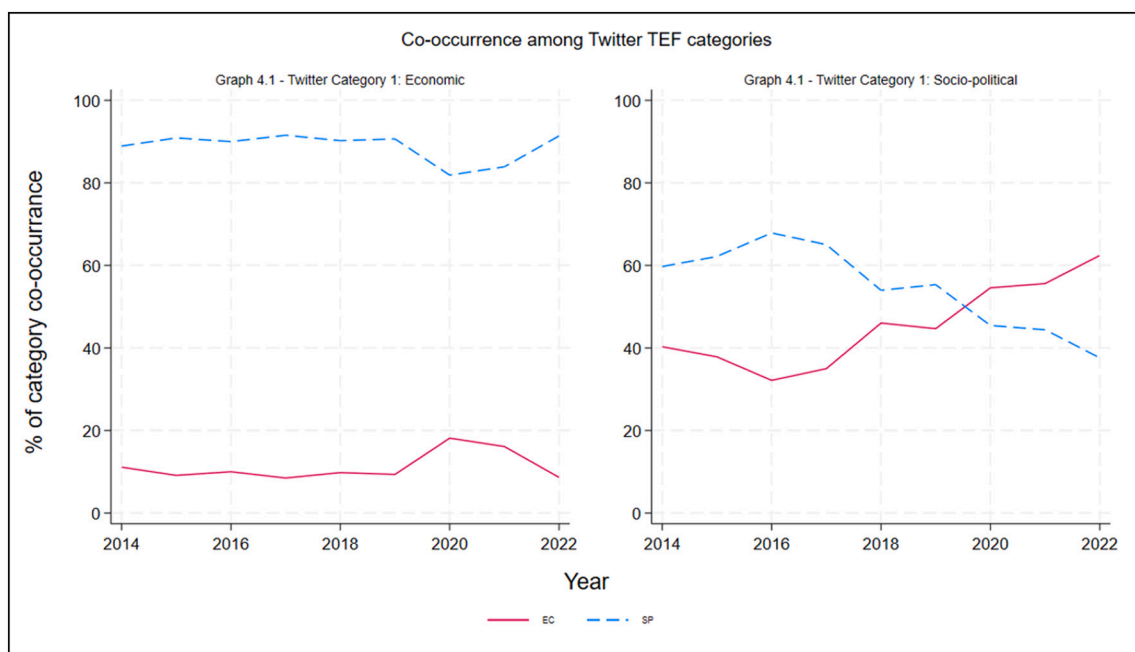 Co-occurrence among Twitter TEF categories
Graph 4.1 - Twitter Category 1: Economic
Graph 4.1 - Twitter Category 1: Socio-political
% of category co-occurrance
100
80
60
40
20
0
2014 2016 2018 2020 2022
100
80
60
40
20
0
2014 2016 2018 2020 2022
Year
EC SP